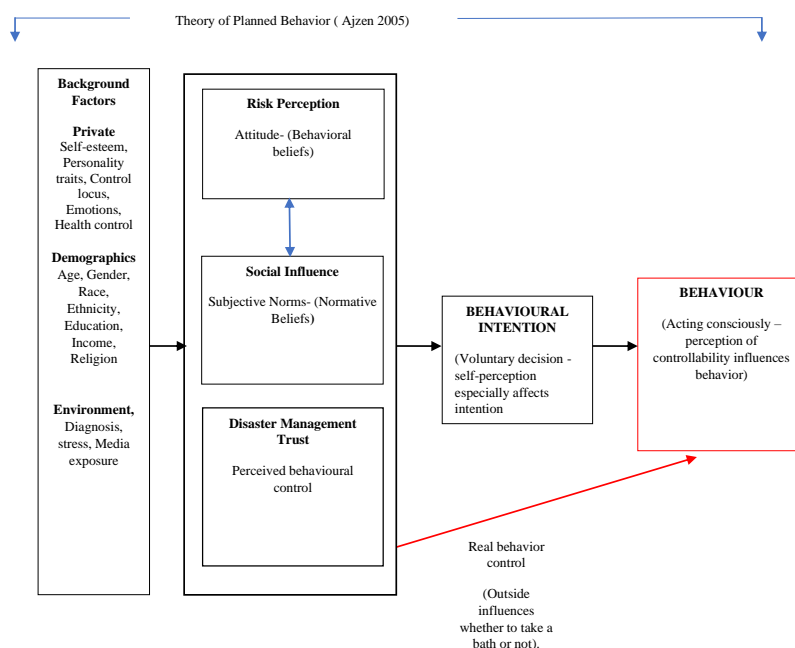 Theory of Planned Behavior ( Ajzen 2005)
Background
Factors
Private
Self-esteem,
Personality
traits, Control
locus,
Emotions,
Health control
Demographics
Age, Gender,
Race,
Ethnicity,
Education,
Income,
Religion
Environment,
Diagnosis,
stress, Media
exposure
Risk Perception
Attitude- (Behavioral
beliefs)
Social Influence
Subjective Norms- (Normative
Beliefs)
Disaster Management
Trust
Perceived behavioural
control
BEHAVIOURAL
INTENTION
(Voluntary decision -
self-perception
especially affects
intention
BEHAVIOUR
(Acting consciously –
perception of
controllability influences
behavior)
Real behavior
control
(Outside
influences
whether to take a
bath or not).